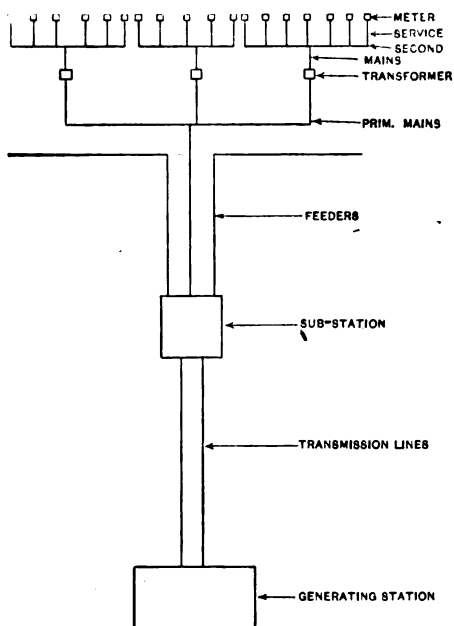 METER
SERVICE
SECOND
MAINS
TRANSFORMER
PRIM. MAINS
FEEDERS
SUB-STATION
TRANSMISSION LINES
GENERATING STATION